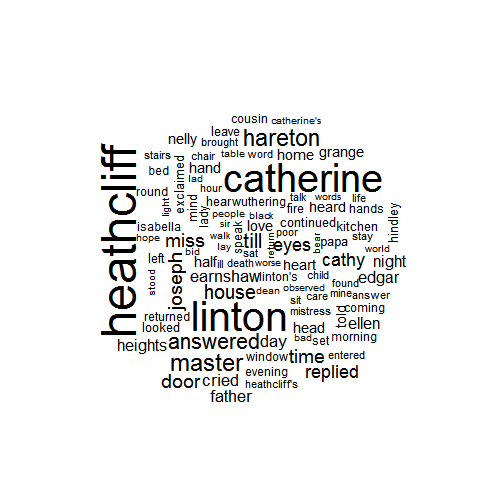 cousin
catherine's
leave
nelly
brought
hareton
stairs
chair
table
word
home
grange
bed
exclaimed
hand
catherine
heathcliff
light
lad
round
mind
hour
hear
wuthering
talk
words
life
lady
people
black
fire
heard
hands
isabella
sir
love
continued
kitchen
hindley
hope
miss
walk
speak
till
return
poor
eyes
bear
papa
stay
bid
lay
sat
world
left
joseph
half
ill
death
worse
heart
cathy
night
stood
earnshaw
linton's
child
found
edgar
house
dean
observed
mine
answer
sit
care
returned
linton
mistress
told
coming
looked
head
ellen
heights
answered
day
bad
set
morning
master
window
time
entered
door
cried
evening
replied
heathcliff's
father